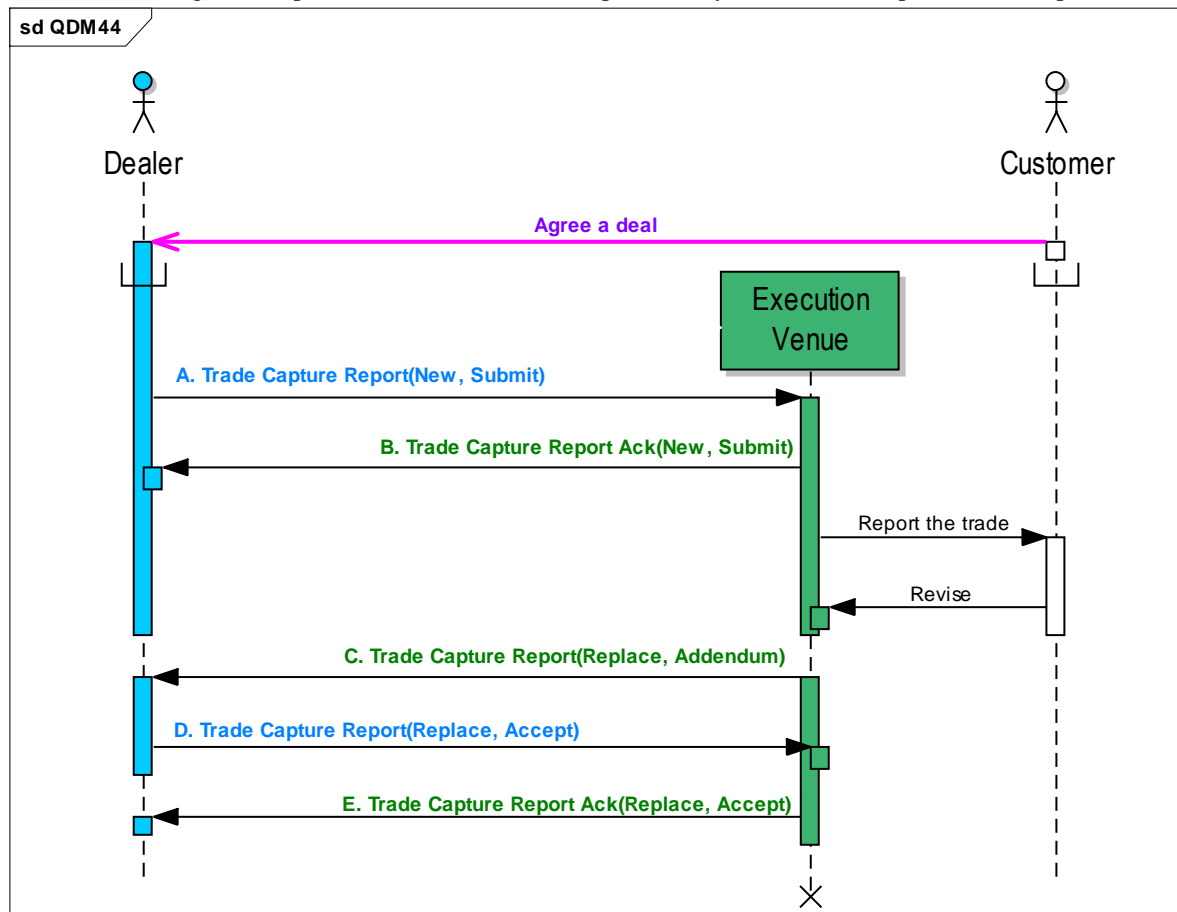 sd QDM44
Dealer
Customer
Agree a deal
Execution
Venue
A. Trade Capture Report(New, Submit)
B. Trade Capture Report Ack(New, Submit)
Report the trade
Revise
C. Trade Capture Report(Replace, Addendum)
D. Trade Capture Report(Replace, Accept)
E. Trade Capture Report Ack(Replace, Accept)